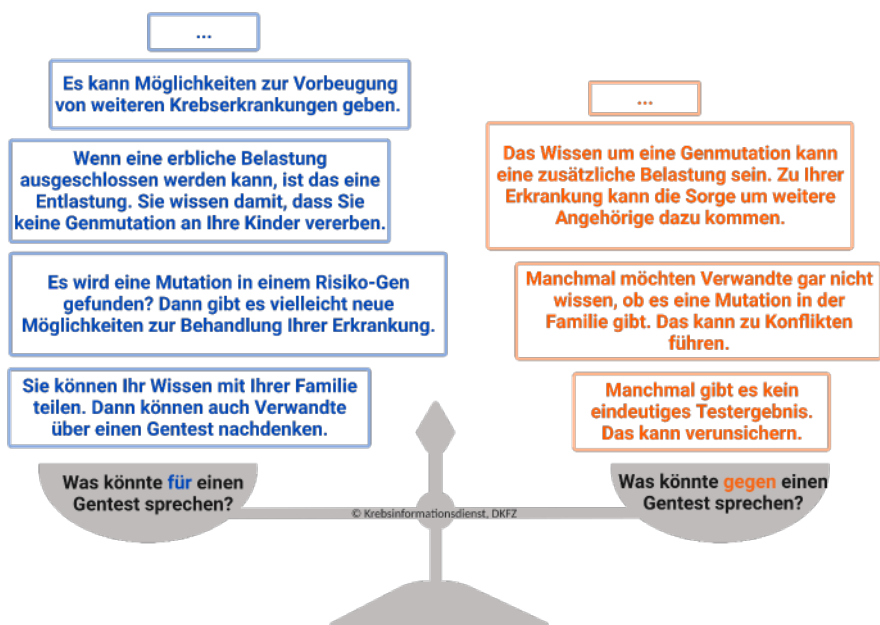 ...
Es kann Möglichkeiten zur Vorbeugung
von weiteren Krebserkrankungen geben.
Wenn eine erbliche Belastung
ausgeschlossen werden kann, ist das eine
Entlastung. Sie wissen damit, dass Sie
keine Genmutation an Ihre Kinder vererben.
Es wird eine Mutation in einem Risiko-Gen
gefunden? Dann gibt es vielleicht neue
Möglichkeiten zur Behandlung Ihrer Erkrankung.
Sie können Ihr Wissen mit Ihrer Familie
teilen. Dann können auch Verwandte
über einen Gentest nachdenken.
Was könnte für einen
Gentest sprechen?
...
Das Wissen um eine Genmutation kann
eine zusätzliche Belastung sein. Zu Ihrer
Erkrankung kann die Sorge um weitere
Angehörige dazu kommen.
Manchmal möchten Verwandte gar nicht
wissen, ob es eine Mutation in der
Familie gibt. Das kann zu Konflikten
führen.
Manchmal gibt es kein
eindeutiges Testergebnis.
Das kann verunsichern.
Was könnte gegen einen
Gentest sprechen?
© Krebsinformationsdienst, DKFZ